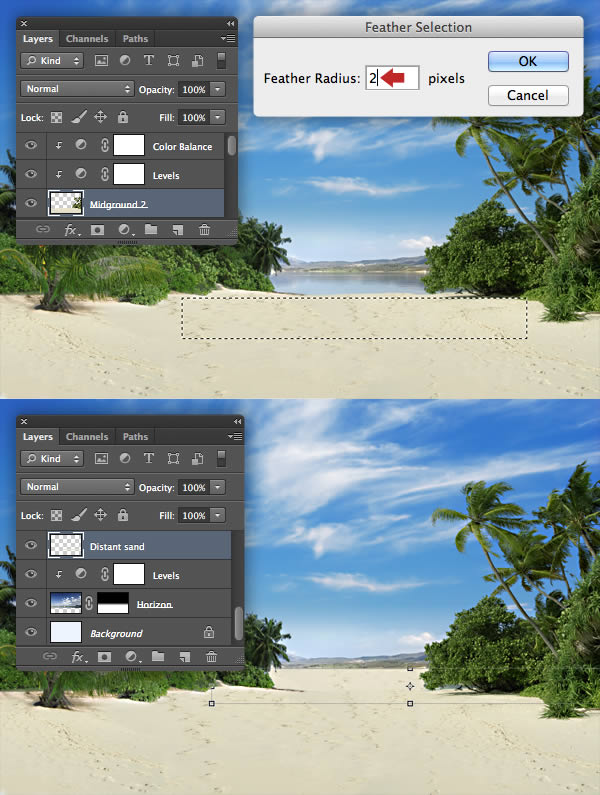 Layers Channels Paths
Kind
Normal Opacity: 100%
Lock: Fill: 100%
Color Balance
Levels
Midground 2
Feather Selection
Feather Radius: 2 pixels
OK
Cancel
Layers Channels Paths
Kind
Normal Opacity: 100%
Lock: Fill: 100%
Distant sand
Levels
Horizon
Background